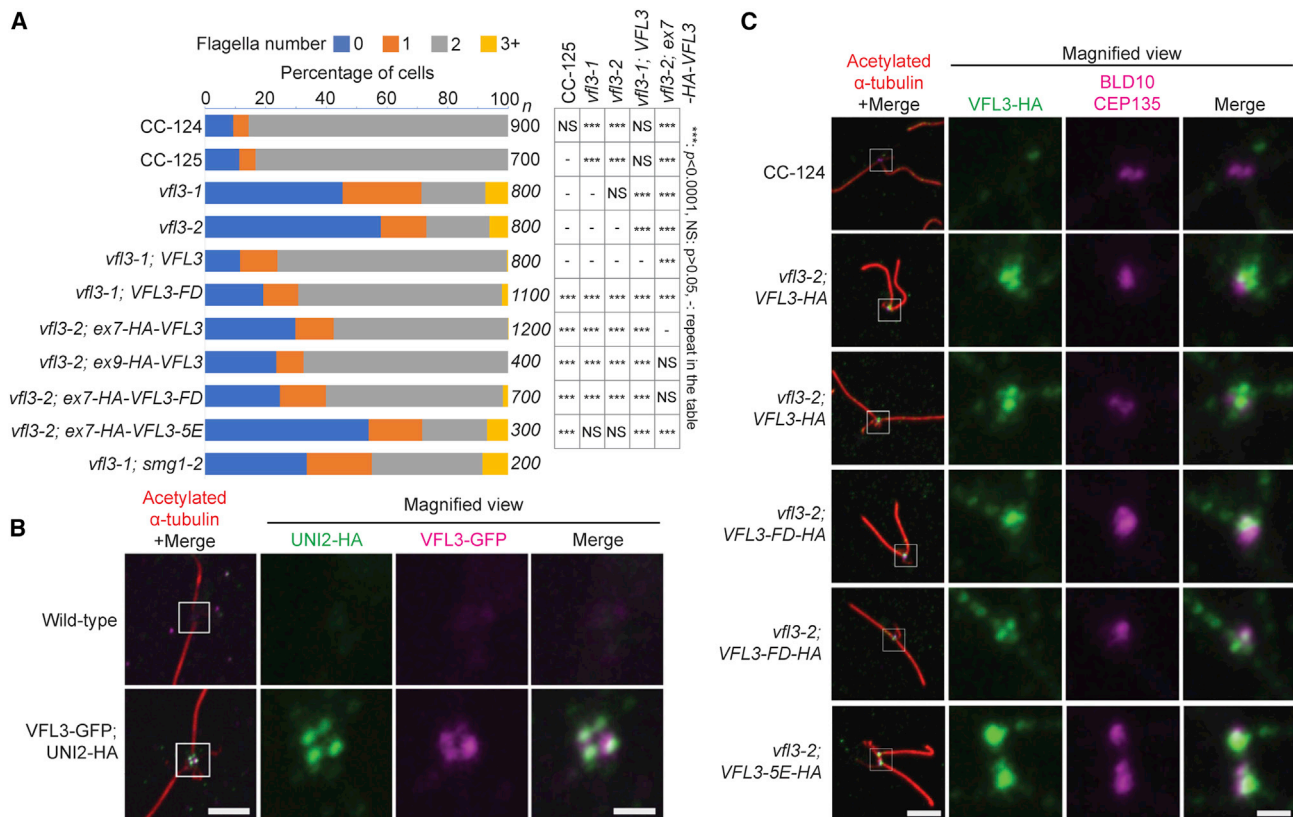 A
Flagella number 0 1 2 3+
Percentage of cells
0 20 40 60 80 100 n
CC-125 vfl3-1 vfl3-2 vfl3-1; VFL3 vfl3-2; ex7 -HA-VFL3
CC-124 900 NS *** *** NS ***
CC-125 700 - *** *** NS ***
vfl3-1 800 - - NS *** ***
vfl3-2 800 - - - *** ***
vfl3-1; VFL3 800 - - - - ***
vfl3-1; VFL3-FD 1100 *** *** *** *** ***
vfl3-2; ex7-HA-VFL3 1200 *** *** *** *** -
vfl3-2; ex9-HA-VFL3 400 *** *** *** *** NS
vfl3-2; ex7-HA-VFL3-FD 700 *** *** *** *** NS
vfl3-2; ex7-HA-VFL3-5E 300 *** NS NS *** ***
vfl3-1; smg1-2 200
***: p<0.0001, NS: p>0.05, -: repeat in the table
B
Acetylated
α-tubulin
+Merge
Magnified view
UNI2-HA VFL3-GFP Merge
Wild-type
VFL3-GFP;
UNI2-HA
C
Acetylated
α-tubulin
+Merge
Magnified view
VFL3-HA
BLD10
CEP135
Merge
CC-124
vfl3-2;
VFL3-HA
vfl3-2;
VFL3-HA
vfl3-2;
VFL3-FD-HA
vfl3-2;
VFL3-FD-HA
vfl3-2;
VFL3-5E-HA